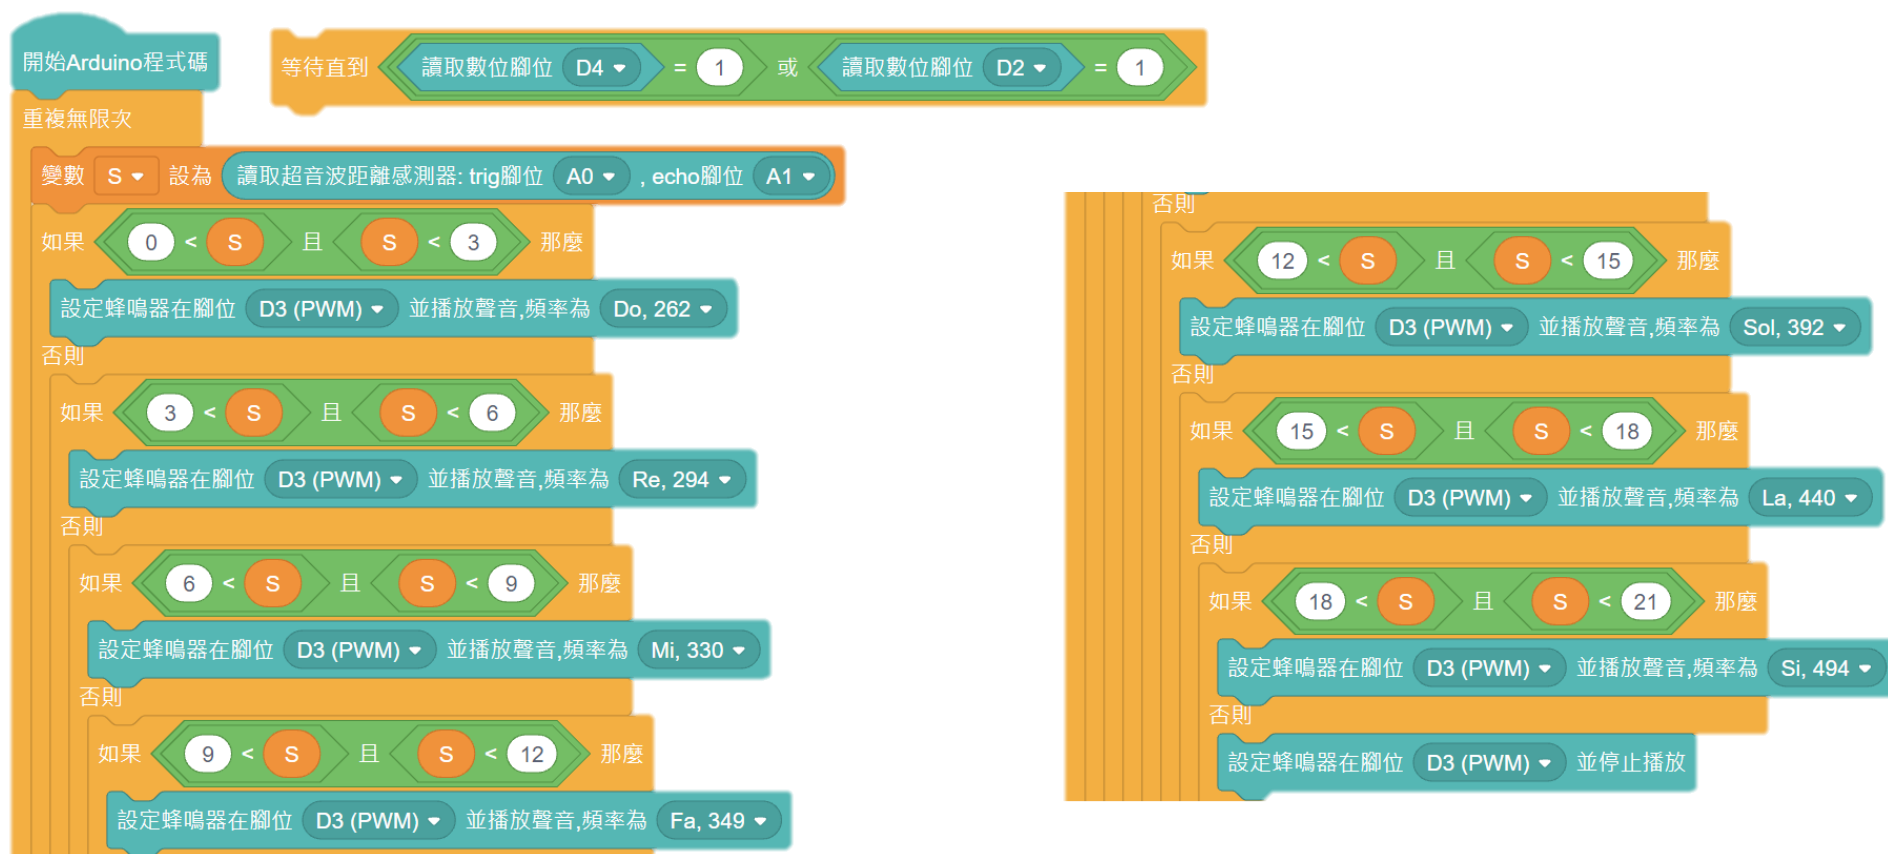 開始Arduino程式碼
等待直到 讀取數位腳位 D4 = 1 或 讀取數位腳位 D2 = 1
重複無限次
變數 S 設為 讀取超音波距離感測器: trig腳位 A0 , echo腳位 A1
如果 0 < S 且 S < 3 那麼
設定蜂鳴器在腳位 D3 (PWM) 並播放聲音,頻率為 Do, 262
否則
如果 3 < S 且 S < 6 那麼
設定蜂鳴器在腳位 D3 (PWM) 並播放聲音,頻率為 Re, 294
否則
如果 6 < S 且 S < 9 那麼
設定蜂鳴器在腳位 D3 (PWM) 並播放聲音,頻率為 Mi, 330
否則
如果 9 < S 且 S < 12 那麼
設定蜂鳴器在腳位 D3 (PWM) 並播放聲音,頻率為 Fa, 349
否則
如果 12 < S 且 S < 15 那麼
設定蜂鳴器在腳位 D3 (PWM) 並播放聲音,頻率為 Sol, 392
否則
如果 15 < S 且 S < 18 那麼
設定蜂鳴器在腳位 D3 (PWM) 並播放聲音,頻率為 La, 440
否則
如果 18 < S 且 S < 21 那麼
設定蜂鳴器在腳位 D3 (PWM) 並播放聲音,頻率為 Si, 494
否則
設定蜂鳴器在腳位 D3 (PWM) 並停止播放